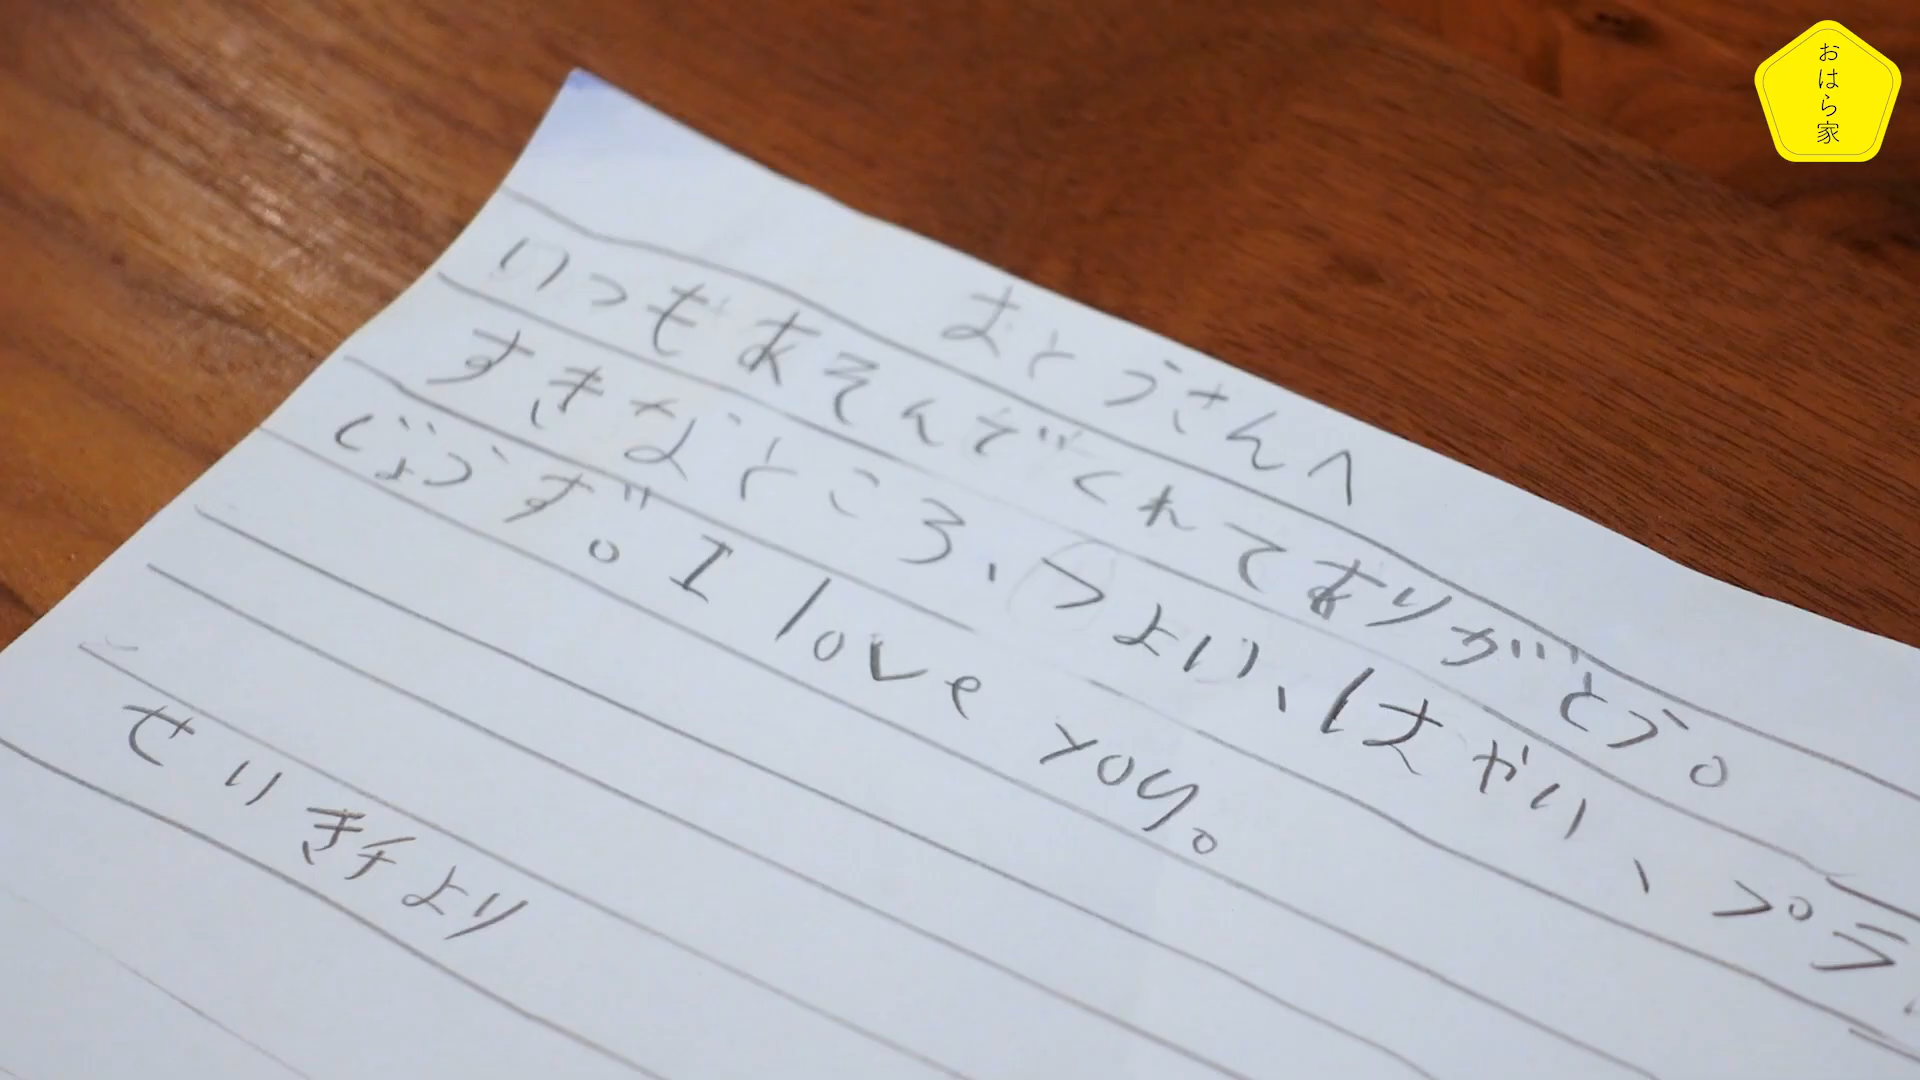 おとうさんへ
いつもあそんでくれてありがとう。
すきなところ、つよい、はやい、プラ
じょうず。I love you。
せいきより
おはら家